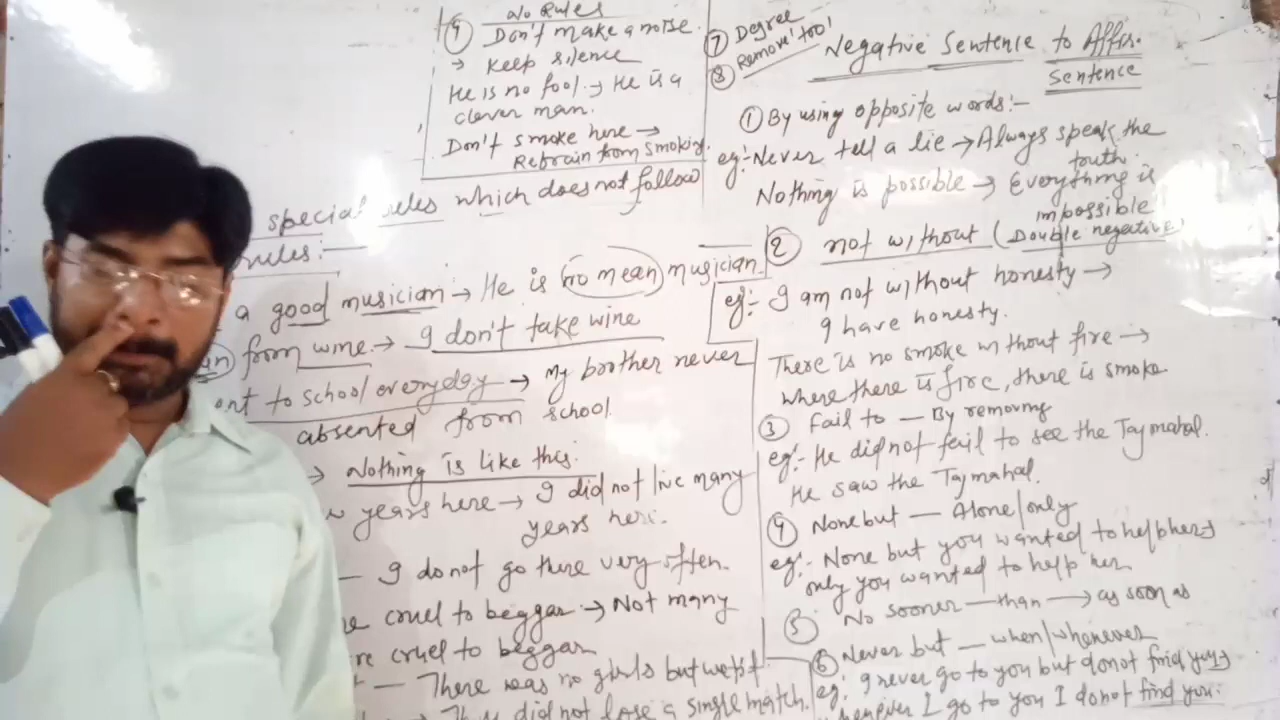 9 No Rules
Don't make a noise.
→ Keep silence
He is no fool. → He is a
clever man.
Don't smoke here →
Rebrain from smoking.
special rules which does not follow
rules:—
a good musician → He is no mean musician.
from wine. → I don't take wine
to school everyday → My brother never
absented from school.
→ Nothing is like this.
years here → I did not live many
years here.
— I do not go there very often.
cruel to beggar → Not many
cruel to beggar
— There was no girls but wept
did not lose a single match.
7 Degree
8 Remove 'too'
Negative Sentence to Affir.
Sentence
① By using opposite words:—
eg:- Never tell a lie → Always speak the
truth.
Nothing is possible → Everything is
impossible
② not without (Double negative)
eg:- I am not without honesty →
I have honesty.
There is no smoke without fire →
where there is fire, there is smoke
③ Fail to — By removing
eg:- He did not fail to see the Tajmahal.
He saw the Tajmahal.
④ None but — Alone/only
eg:- None but you wanted to help her
only you wanted to help her
⑤ No sooner — than —→ as soon as
⑥ Never but — when/whenever
eg:- I never go to you but do not find you
I go to you I do not find you.